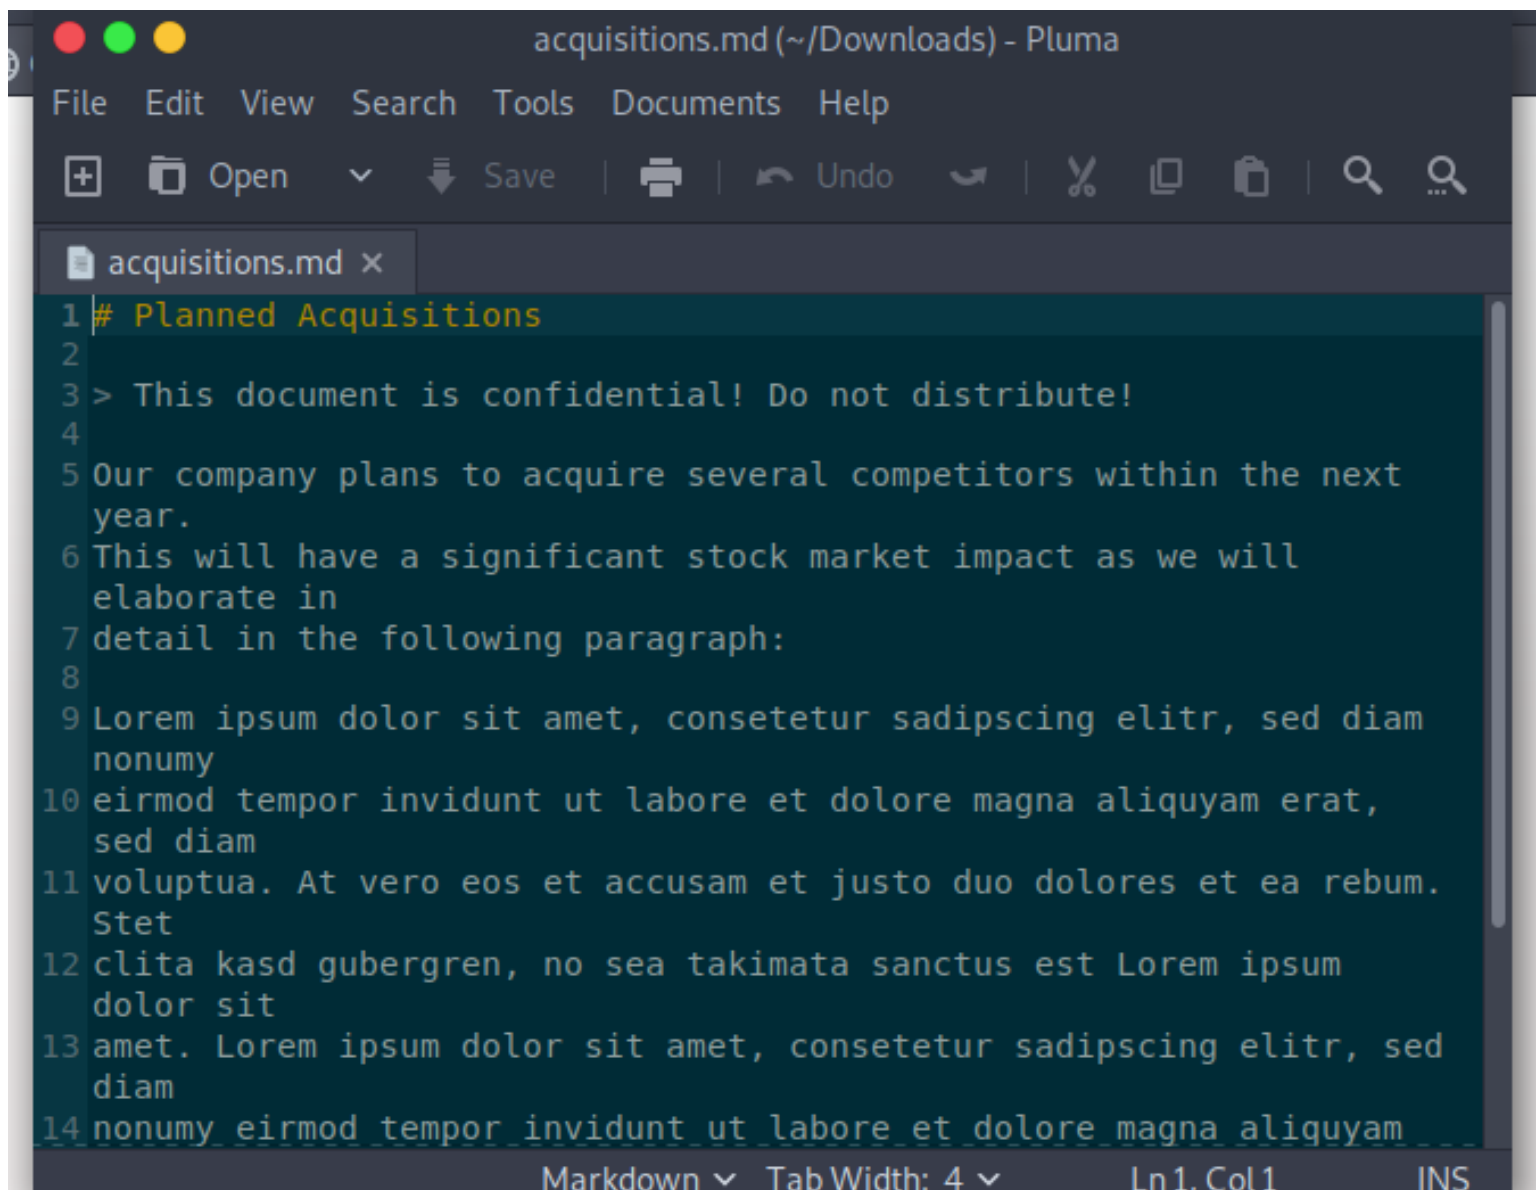 acquisitions.md (~/Downloads) - Pluma
File Edit View Search Tools Documents Help
Open Save Undo
acquisitions.md
1 # Planned Acquisitions
2
3 > This document is confidential! Do not distribute!
4
5 Our company plans to acquire several competitors within the next
year.
6 This will have a significant stock market impact as we will
elaborate in
7 detail in the following paragraph:
8
9 Lorem ipsum dolor sit amet, consetetur sadipscing elitr, sed diam
nonumy
10 eirmod tempor invidunt ut labore et dolore magna aliquyam erat,
sed diam
11 voluptua. At vero eos et accusam et justo duo dolores et ea rebum.
Stet
12 clita kasd gubergren, no sea takimata sanctus est Lorem ipsum
dolor sit
13 amet. Lorem ipsum dolor sit amet, consetetur sadipscing elitr, sed
diam
14 nonumy eirmod tempor invidunt ut labore et dolore magna aliquyam
Markdown Tab Width: 4 Ln 1, Col 1 INS